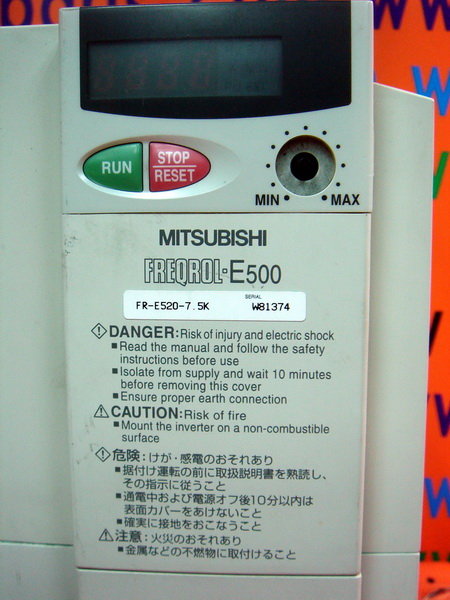 RUN
STOP
RESET
MIN
MAX
MITSUBISHI
FREQROL-E500
FR-E520-7.5K
SERIAL
W81374
DANGER: Risk of injury and electric shock
■ Read the manual and follow the safety
instructions before use
■ Isolate from supply and wait 10 minutes
before removing this cover
■ Ensure proper earth connection
CAUTION: Risk of fire
■ Mount the inverter on a non-combustible
surface
危険：けが・感電のおそれあり
■据付け運転の前に取扱説明書を熟読し、
その指示に従うこと
■通電中および電源オフ後10分以内は
表面カバーをあけないこと
■確実に接地をおこなうこと
注意：火災のおそれあり
■金属などの不燃物に取付けること